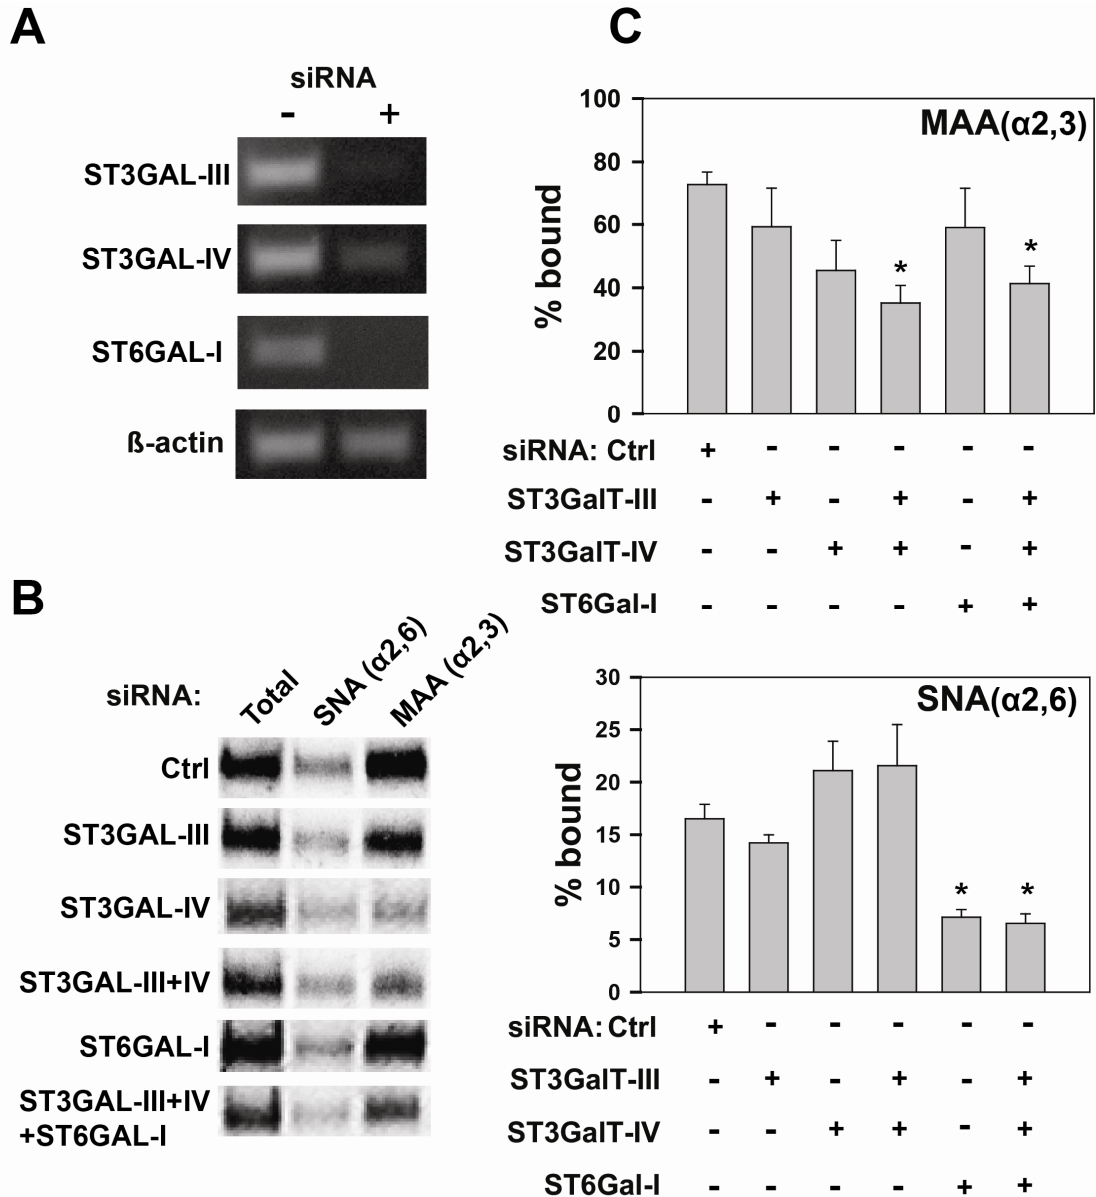 A
siRNA
- +
ST3GAL-III
ST3GAL-IV
ST6GAL-I
ß-actin
B
siRNA:
Total
SNA (α2,6)
MAA (α2,3)
Ctrl
ST3GAL-III
ST3GAL-IV
ST3GAL-III+IV
ST6GAL-I
ST3GAL-III+IV
+ST6GAL-I
C
MAA(α2,3)
% bound
100
80
60
40
20
0
* *
siRNA: Ctrl + - - - - -
ST3GalT-III - + - + - +
ST3GalT-IV - - + + - +
ST6Gal-I - - - - + +
SNA(α2,6)
% bound
30
25
20
15
10
5
0
* *
siRNA: Ctrl + - - - - -
ST3GalT-III - + - + - +
ST3GalT-IV - - + + - +
ST6Gal-I - - - - + +